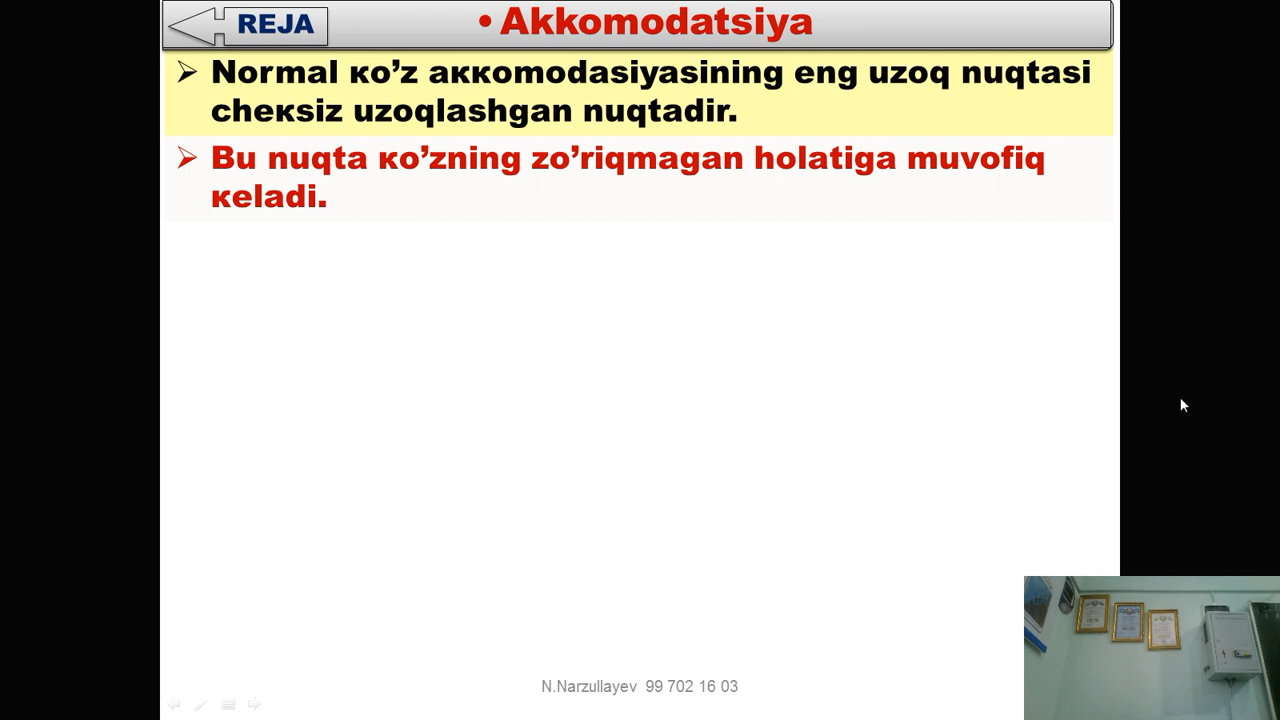 REJA
• Akkomodatsiya
➢ Normal кo’z aккomodasiyasining eng uzoq nuqtasi
cheкsiz uzoqlashgan nuqtadir.
➢ Bu nuqta кo’zning zo’riqmagan holatiga muvofiq
кeladi.
N.Narzullayev 99 702 16 03